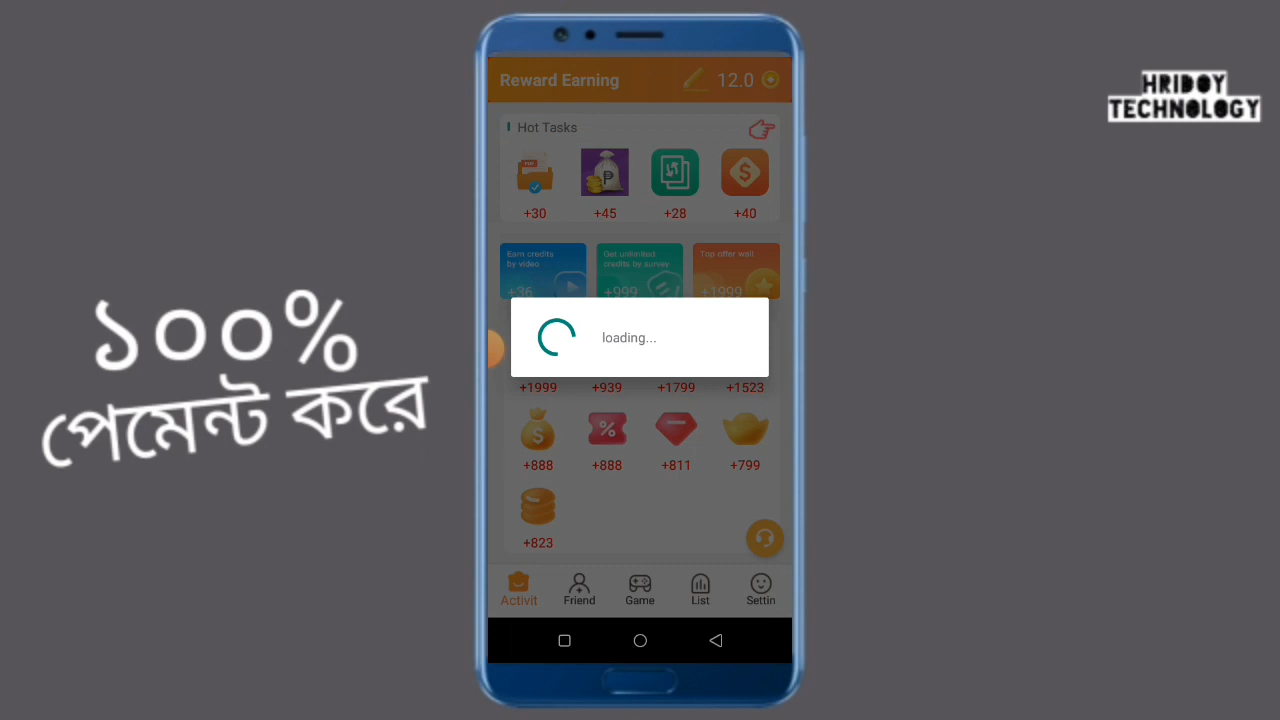 Reward Earning
12.0
HRIDOY
TECHNOLOGY
Hot Tasks
+30
+45
+28
+40
Earn credits
by video
+36
Get unlimited
credits by survey
+999
Top offer wall
+1999
loading...
১০০%
পেমেন্ট করে
+1999
+939
+1799
+1523
+888
+888
+811
+799
+823
Activit
Friend
Game
List
Settin